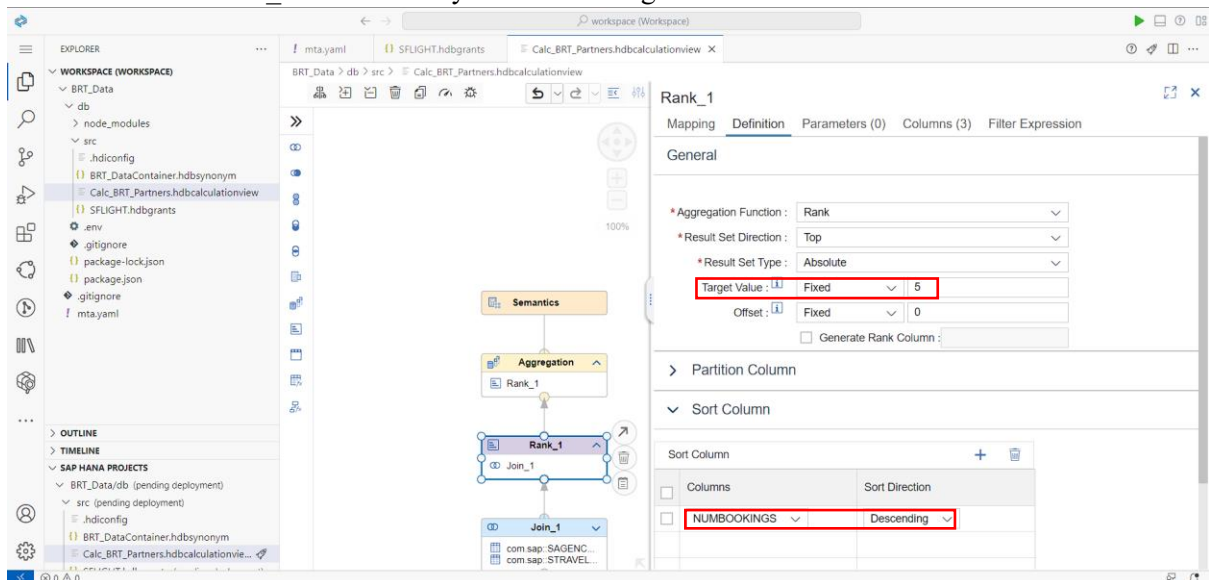 workspace (Workspace)
EXPLORER
mta.yaml
SFLIGHT.hdbgrants
Calc_BRT_Partners.hdbcalculationview
WORKSPACE (WORKSPACE)
BRT_Data
db
node_modules
src
.hdiconfig
BRT_DataContainer.hdbsynonym
Calc_BRT_Partners.hdbcalculationview
SFLIGHT.hdbgrants
.env
.gitignore
package-lock.json
package.json
.gitignore
mta.yaml
OUTLINE
TIMELINE
SAP HANA PROJECTS
BRT_Data/db (pending deployment)
src (pending deployment)
.hdiconfig
BRT_DataContainer.hdbsynonym
Calc_BRT_Partners.hdbcalculationvie...
BRT_Data > db > src > Calc_BRT_Partners.hdbcalculationview
100%
Semantics
Aggregation
Rank_1
Rank_1
Join_1
Join_1
com.sap::SAGENC...
com.sap::STRAVEL...
Rank_1
Mapping Definition Parameters (0) Columns (3) Filter Expression
General
*Aggregation Function : Rank
*Result Set Direction : Top
*Result Set Type : Absolute
Target Value : Fixed 5
Offset : Fixed 0
Generate Rank Column :
Partition Column
Sort Column
Sort Column
Columns Sort Direction
NUMBOOKINGS Descending
0 0